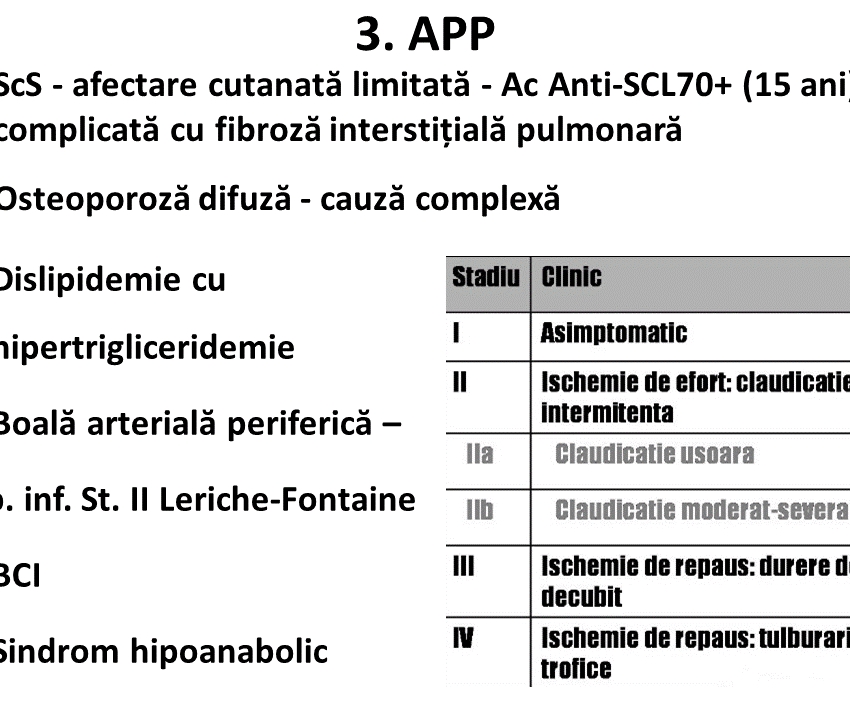 3. APP
ScS - afectare cutanată limitată - Ac Anti-SCL70+ (15 ani)
complicată cu fibroză interstițială pulmonară
Osteoporoză difuză - cauză complexă
Dislipidemie cu
hipertrigliceridemie
Boală arterială periferică –
p. inf. St. II Leriche-Fontaine
BCI
Sindrom hipoanabolic
Stadiu Clinic
I Asimptomatic
II Ischemie de efort: claudicatie
intermitenta
IIa Claudicatie usoara
IIb Claudicatie moderat-severa
III Ischemie de repaus: durere de
decubit
IV Ischemie de repaus: tulburari
trofice